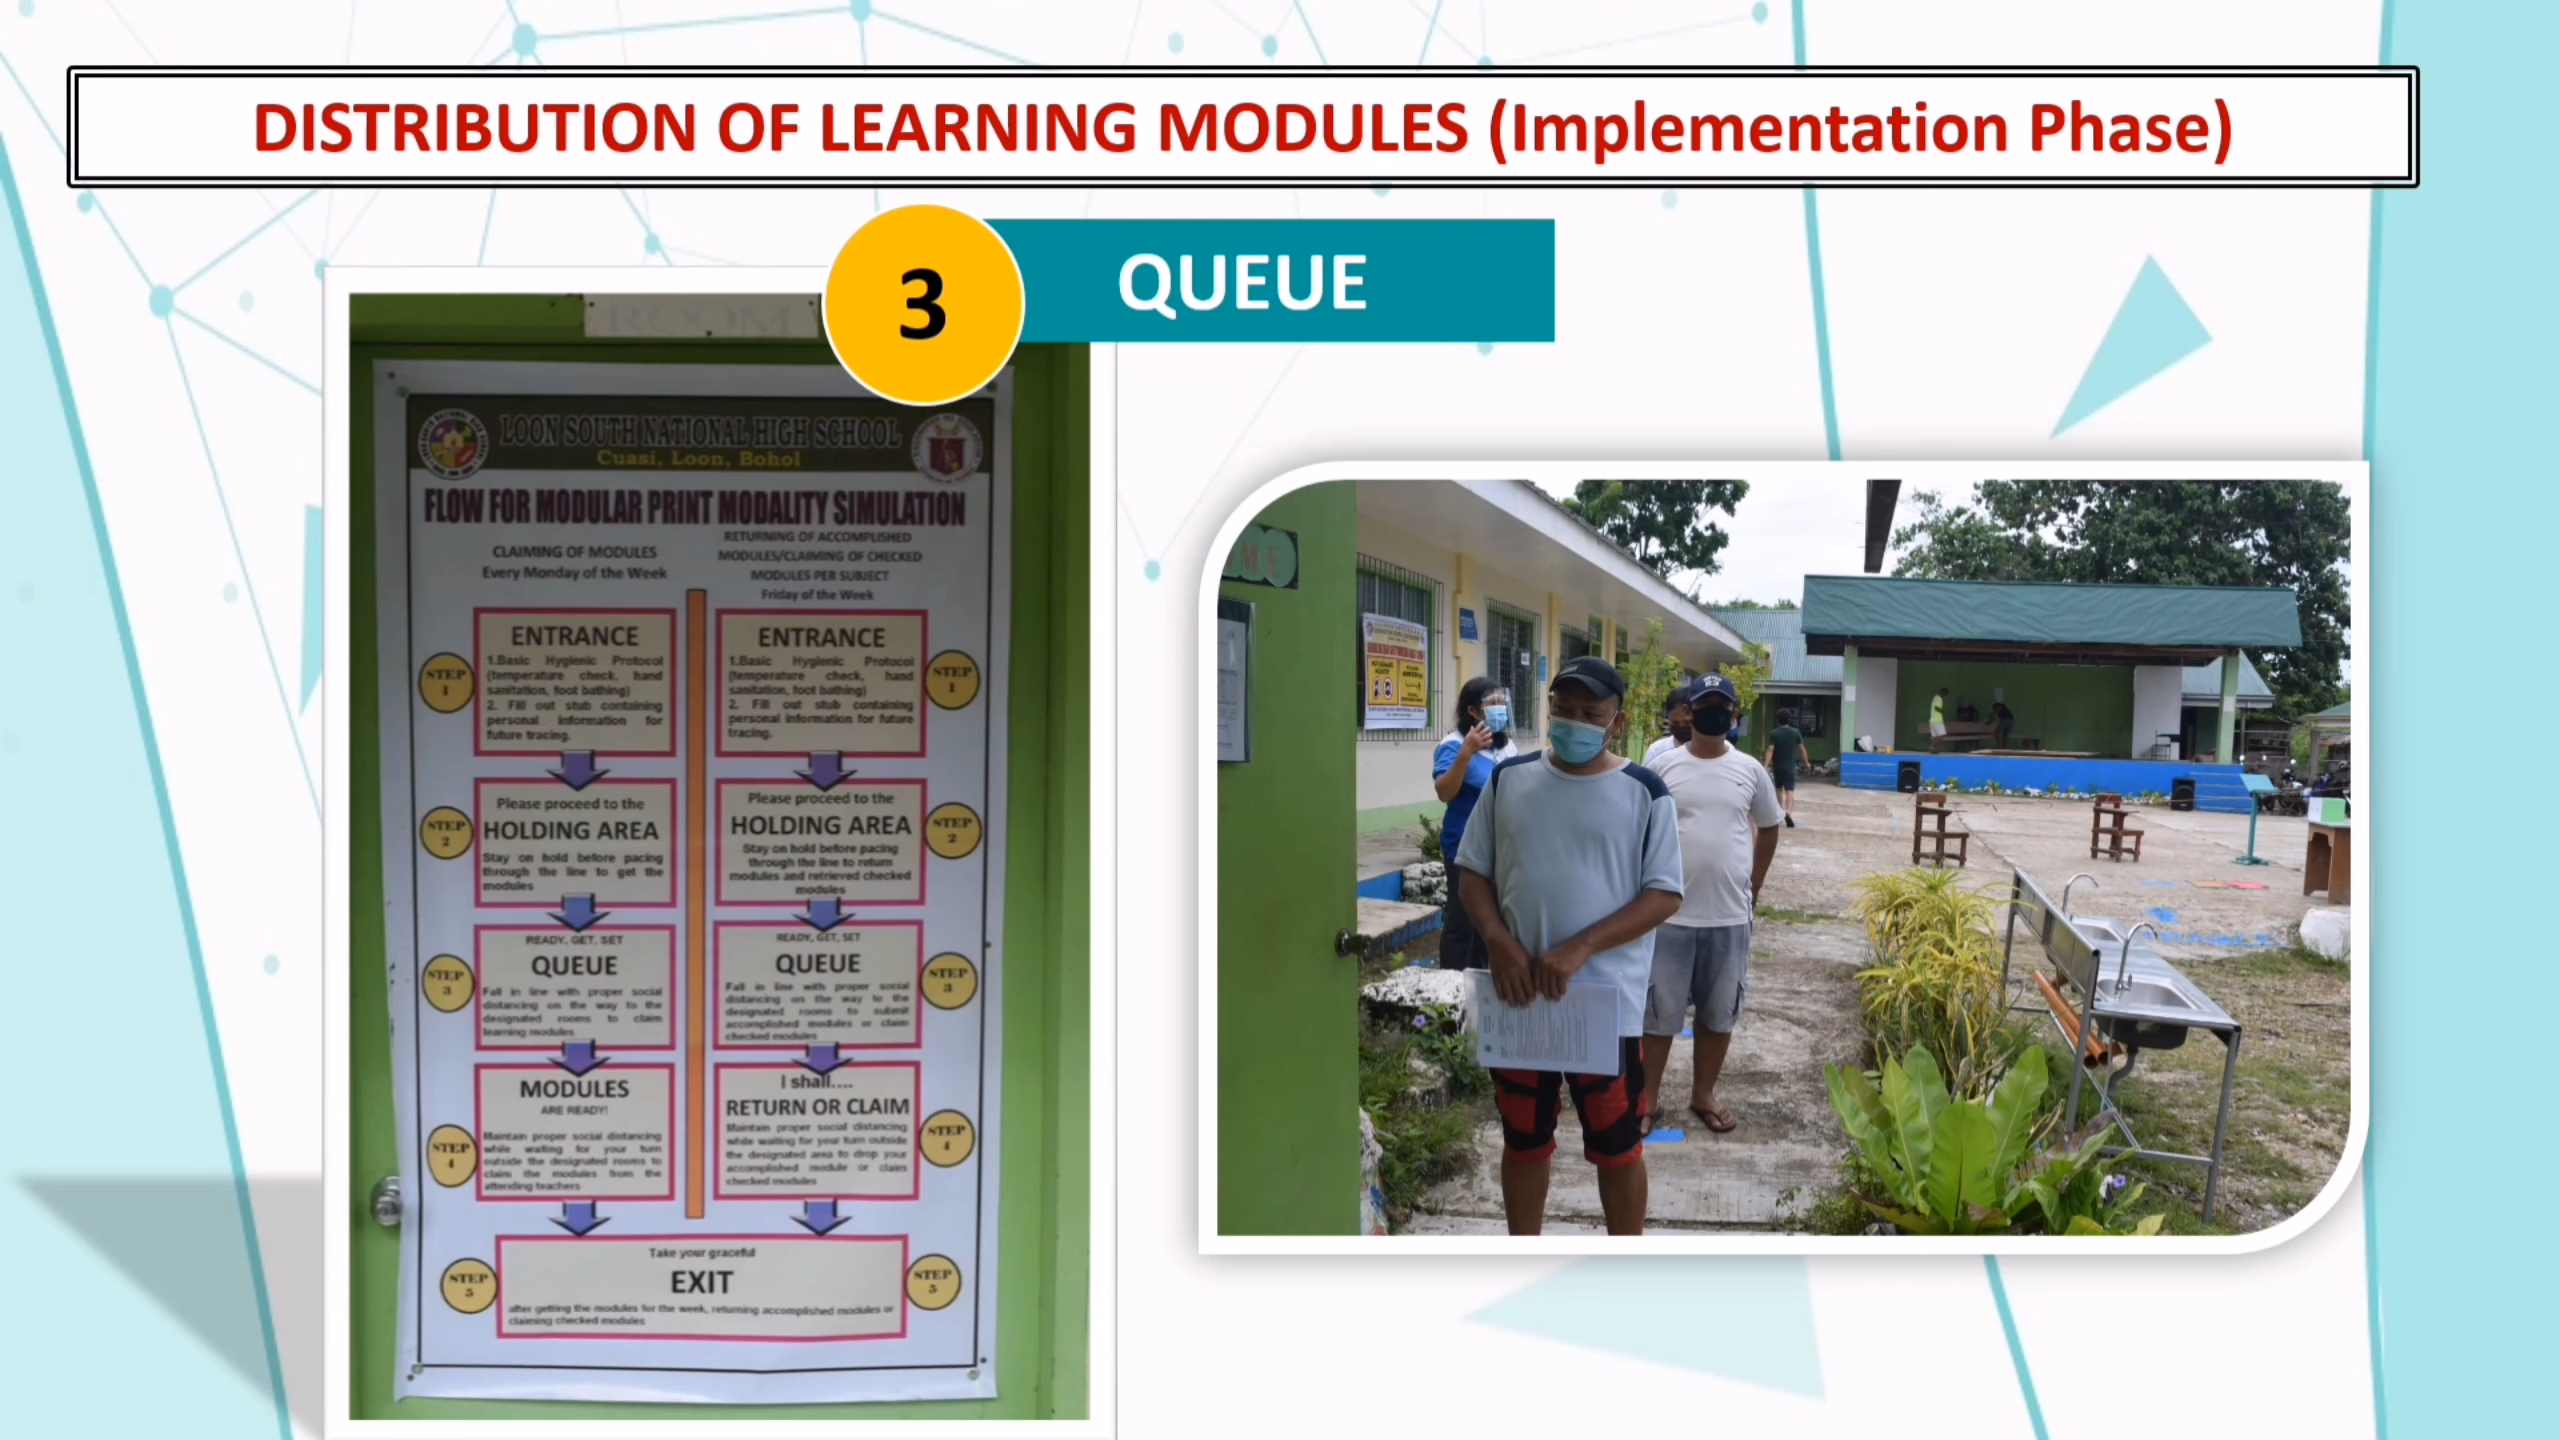 DISTRIBUTION OF LEARNING MODULES (Implementation Phase)
3
QUEUE
ROOM
LOON SOUTH NATIONAL HIGH SCHOOL
Cuasi, Loon, Bohol
FLOW FOR MODULAR PRINT MODALITY SIMULATION
CLAIMING OF MODULES
Every Monday of the Week
STEP
1
ENTRANCE
1.Basic Hygienic Protocol
(temperature check, hand
sanitation, foot bathing)
2. Fill out stub containing
personal information for
future tracing.
STEP
2
Please proceed to the
HOLDING AREA
Stay on hold before pacing
through the line to get the
modules
STEP
3
READY, GET, SET
QUEUE
Fall in line with proper social
distancing on the way to the
designated rooms to claim
learning modules
STEP
4
MODULES
ARE READY!
Maintain proper social distancing
while waiting for your turn
outside the designated rooms to
claim the modules from the
attending teachers
RETURNING OF ACCOMPLISHED
MODULES/CLAIMING OF CHECKED
MODULES PER SUBJECT
Friday of the Week
ENTRANCE
1.Basic Hygienic Protocol
(temperature check, hand
sanitation, foot bathing)
2. Fill out stub containing
personal information for future
tracing.
STEP
1
Please proceed to the
HOLDING AREA
Stay on hold before pacing
through the line to return
modules and retrieved checked
modules
STEP
2
READY, GET, SET
QUEUE
Fall in line with proper social
distancing on the way to the
designated rooms to submit
accomplished modules or claim
checked modules
STEP
3
I shall....
RETURN OR CLAIM
Maintain proper social distancing
while waiting for your turn outside
the designated area to drop your
accomplished module or claim
checked modules
STEP
4
STEP
5
Take your graceful
EXIT
after getting the modules for the week, returning accomplished modules or
claiming checked modules
STEP
5